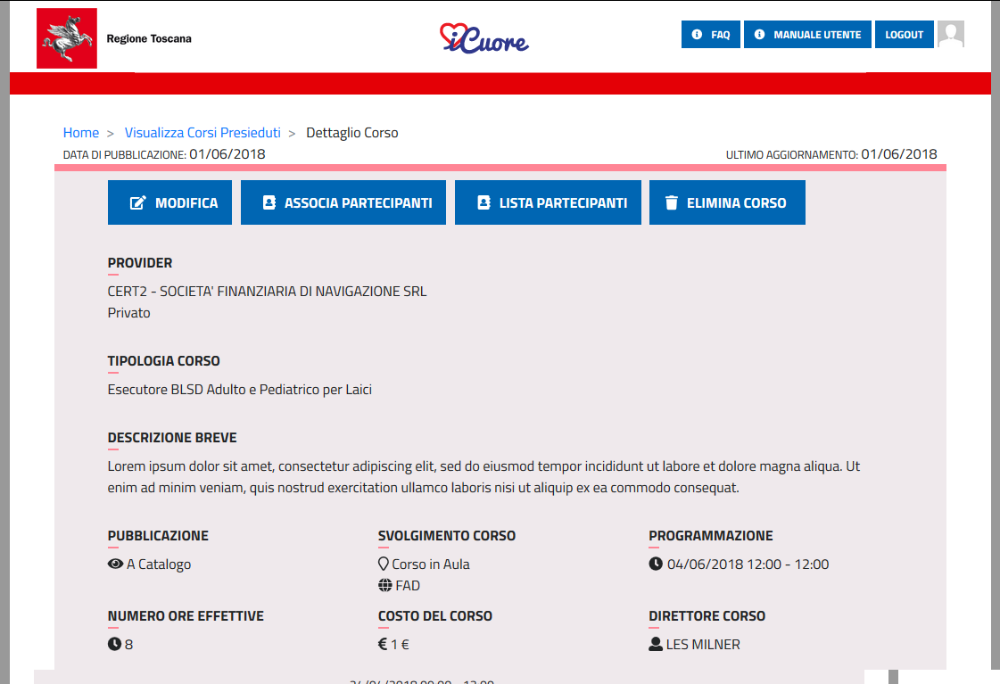 Regione Toscana
iCuore
FAQ
MANUALE UTENTE
LOGOUT
Home > Visualizza Corsi Presieduti > Dettaglio Corso
DATA DI PUBBLICAZIONE: 01/06/2018
ULTIMO AGGIORNAMENTO: 01/06/2018
MODIFICA
ASSOCIA PARTECIPANTI
LISTA PARTECIPANTI
ELIMINA CORSO
PROVIDER
CERT2 - SOCIETA' FINANZIARIA DI NAVIGAZIONE SRL
Privato
TIPOLOGIA CORSO
Esecutore BLSD Adulto e Pediatrico per Laici
DESCRIZIONE BREVE
Lorem ipsum dolor sit amet, consectetur adipiscing elit, sed do eiusmod tempor incididunt ut labore et dolore magna aliqua. Ut
enim ad minim veniam, quis nostrud exercitation ullamco laboris nisi ut aliquip ex ea commodo consequat.
PUBBLICAZIONE
A Catalogo
SVOLGIMENTO CORSO
Corso in Aula
FAD
PROGRAMMAZIONE
04/06/2018 12:00 - 12:00
NUMERO ORE EFFETTIVE
8
COSTO DEL CORSO
€ 1 €
DIRETTORE CORSO
LES MILNER